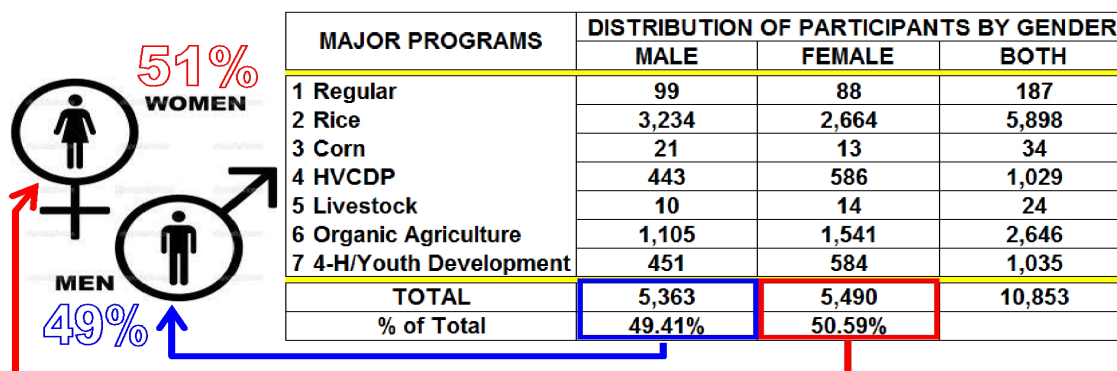 51%
WOMEN
MEN
49%
MAJOR PROGRAMS DISTRIBUTION OF PARTICIPANTS BY GENDER
MALE FEMALE BOTH
1 Regular 99 88 187
2 Rice 3,234 2,664 5,898
3 Corn 21 13 34
4 HVCDP 443 586 1,029
5 Livestock 10 14 24
6 Organic Agriculture 1,105 1,541 2,646
7 4-H/Youth Development 451 584 1,035
TOTAL 5,363 5,490 10,853
% of Total 49.41% 50.59%